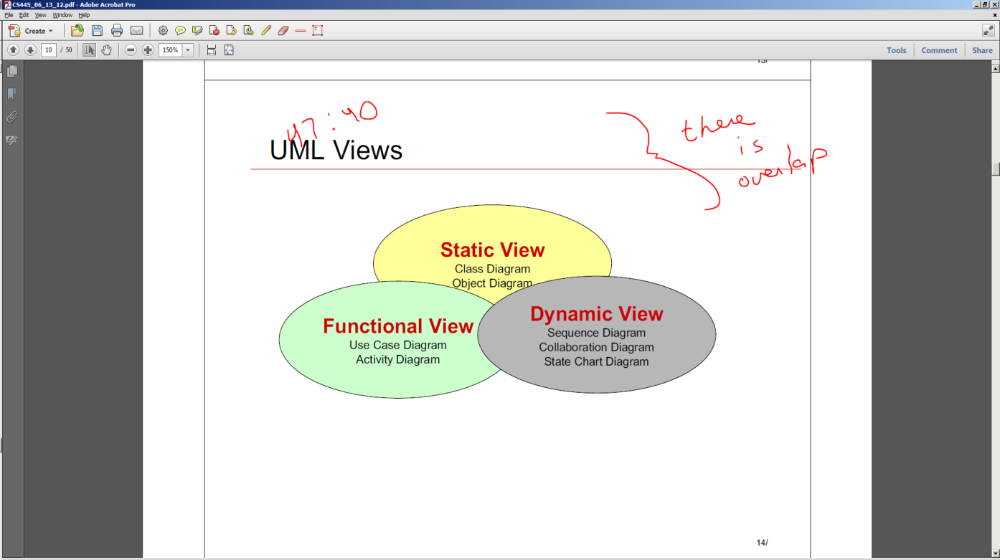 CS445_06_13_12.pdf - Adobe Acrobat Pro
File Edit View Window Help
Create
10 / 50 150% Tools Comment Share
47:40
UML Views
there
is
overlap
Static View
Class Diagram
Object Diagram
Functional View
Use Case Diagram
Activity Diagram
Dynamic View
Sequence Diagram
Collaboration Diagram
State Chart Diagram
14/